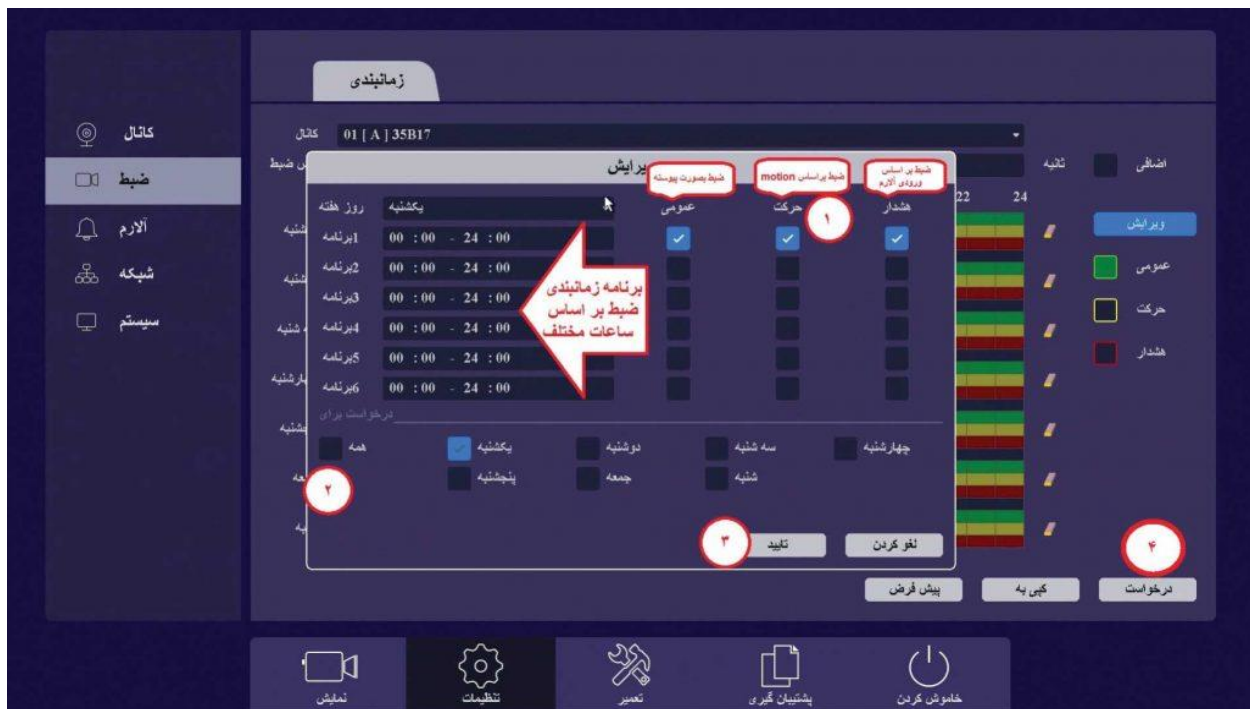 زمانبندی
کانال
ضبط
آلارم
شبکه
سیستم
کانال 01 [ A ] 35B17
ضبط
ثانیه
اضافی
ویرایش
ضبط بصورت پیوسته
ضبط براساس motion
ضبط بر اساس
ورودی آلارم
روز هفته یکشنبه عمومی حرکت هشدار
۱
برنامه1 00 : 00 - 24 : 00
برنامه2 00 : 00 - 24 : 00
برنامه3 00 : 00 - 24 : 00
برنامه4 00 : 00 - 24 : 00
برنامه5 00 : 00 - 24 : 00
برنامه6 00 : 00 - 24 : 00
برنامه زمانبندی
ضبط بر اساس
ساعات مختلف
درخواست برای
همه یکشنبه دوشنبه سه شنبه چهارشنبه
پنجشنبه جمعه شنبه
۲
۳ تایید لغو کردن
22 24
ویرایش
عمومی
حرکت
هشدار
۴
پیش فرض کپی به درخواست
نمایش تنظیمات تعمیر پشتیبان گیری خاموش کردن